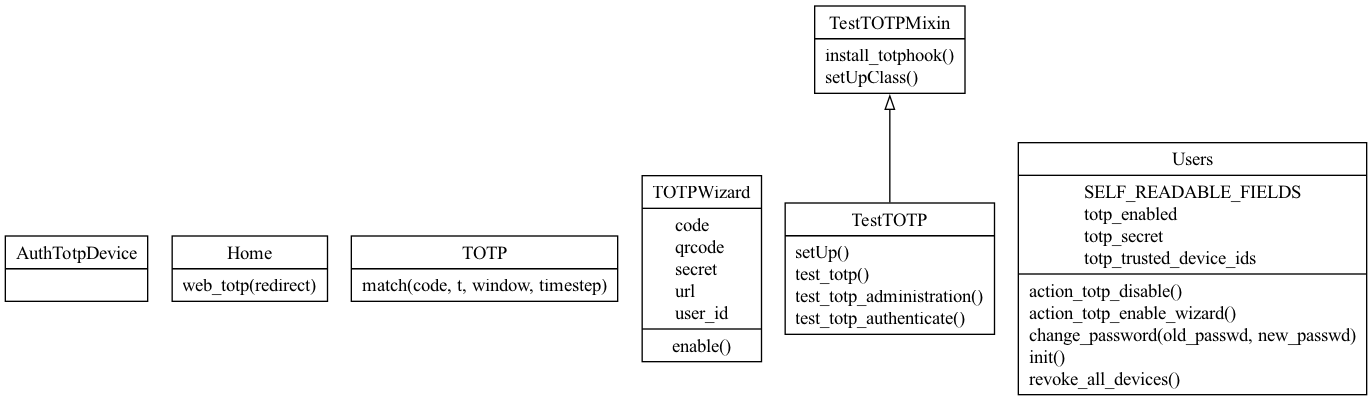 TestTOTPMixin
install_totphook()
setUpClass()
AuthTotpDevice
Home
web_totp(redirect)
TOTP
match(code, t, window, timestep)
TOTPWizard
code
qrcode
secret
url
user_id
enable()
TestTOTP
setUp()
test_totp()
test_totp_administration()
test_totp_authenticate()
Users
SELF_READABLE_FIELDS
totp_enabled
totp_secret
totp_trusted_device_ids
action_totp_disable()
action_totp_enable_wizard()
change_password(old_passwd, new_passwd)
init()
revoke_all_devices()